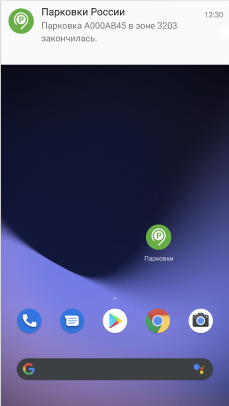 Парковки России
12:30
Парковка А000АВ45 в зоне 3203
закончилась.
Парковки